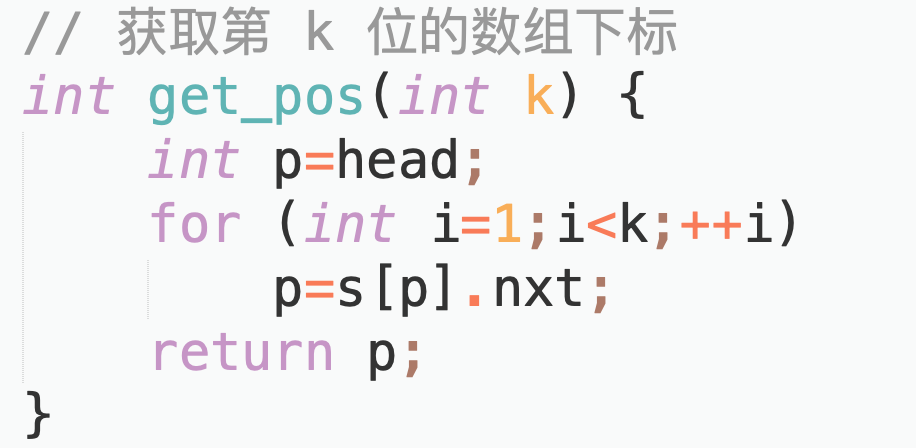 // 获取第 k 位的数组下标
int get_pos(int k) {
    int p=head;
    for (int i=1;i<k;++i)
        p=s[p].nxt;
    return p;
}